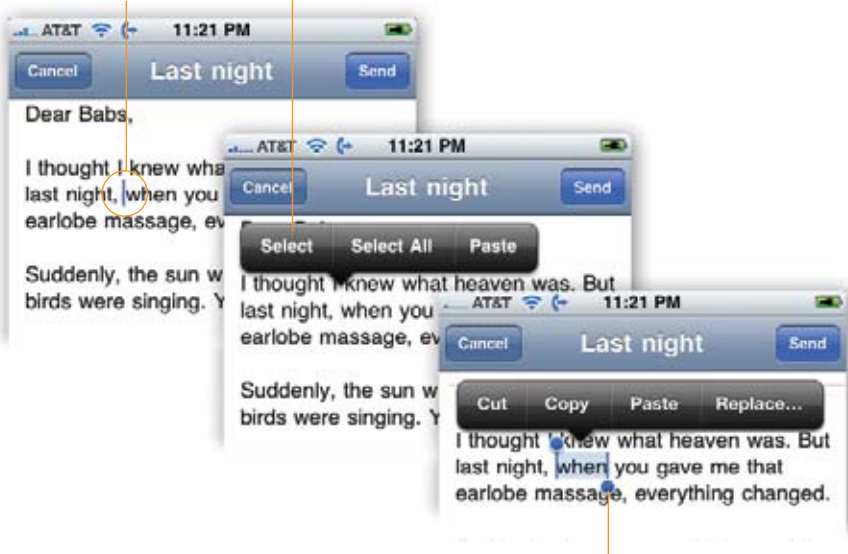 AT&T 11:21 PM
Cancel Last night Send
Dear Babs,
I thought I knew wha
last night, when you
earlobe massage, ev
Suddenly, the sun w
birds were singing. Y
AT&T 11:21 PM
Cancel Last night Send
Select Select All Paste
I thought I knew what heaven was. But
last night, when you
earlobe massage, ev
Suddenly, the sun w
birds were singing. Y
AT&T 11:21 PM
Cancel Last night Send
Cut Copy Paste Replace...
I thought I knew what heaven was. But
last night, when you gave me that
earlobe massage, everything changed.